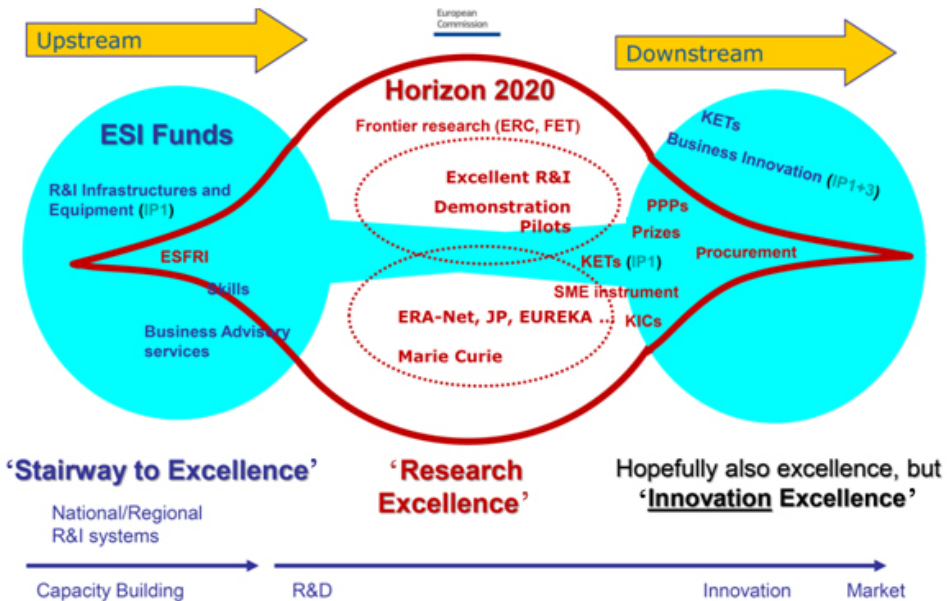 European
Commission
Upstream
Downstream
Horizon 2020
Frontier research (ERC, FET)
ESI Funds
R&I Infrastructures and
Equipment (IP1)
ESFRI
Skills
Business Advisory
services
Excellent R&I
Demonstration
Pilots
ERA-Net, JP, EUREKA ...
Marie Curie
PPPs
Prizes
KETs (IP1)
SME instrument
KICs
Procurement
KETs
Business Innovation (IP1+3)
‘Stairway to Excellence’
‘Research
Excellence’
Hopefully also excellence, but
‘Innovation Excellence’
National/Regional
R&I systems
Capacity Building
R&D
Innovation
Market